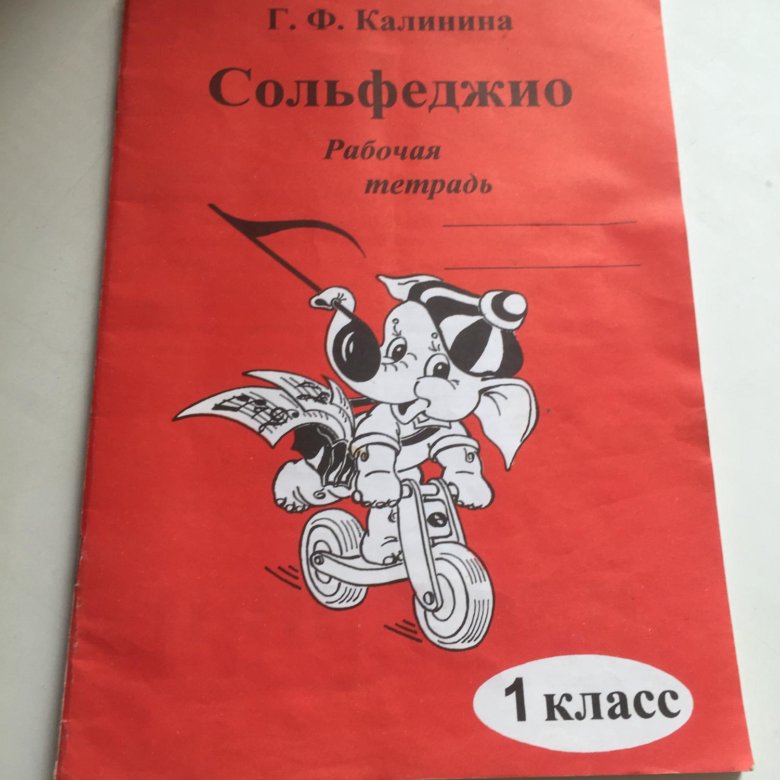 Г. Ф. Калинина
Сольфеджио
Рабочая
тетрадь
1 класс